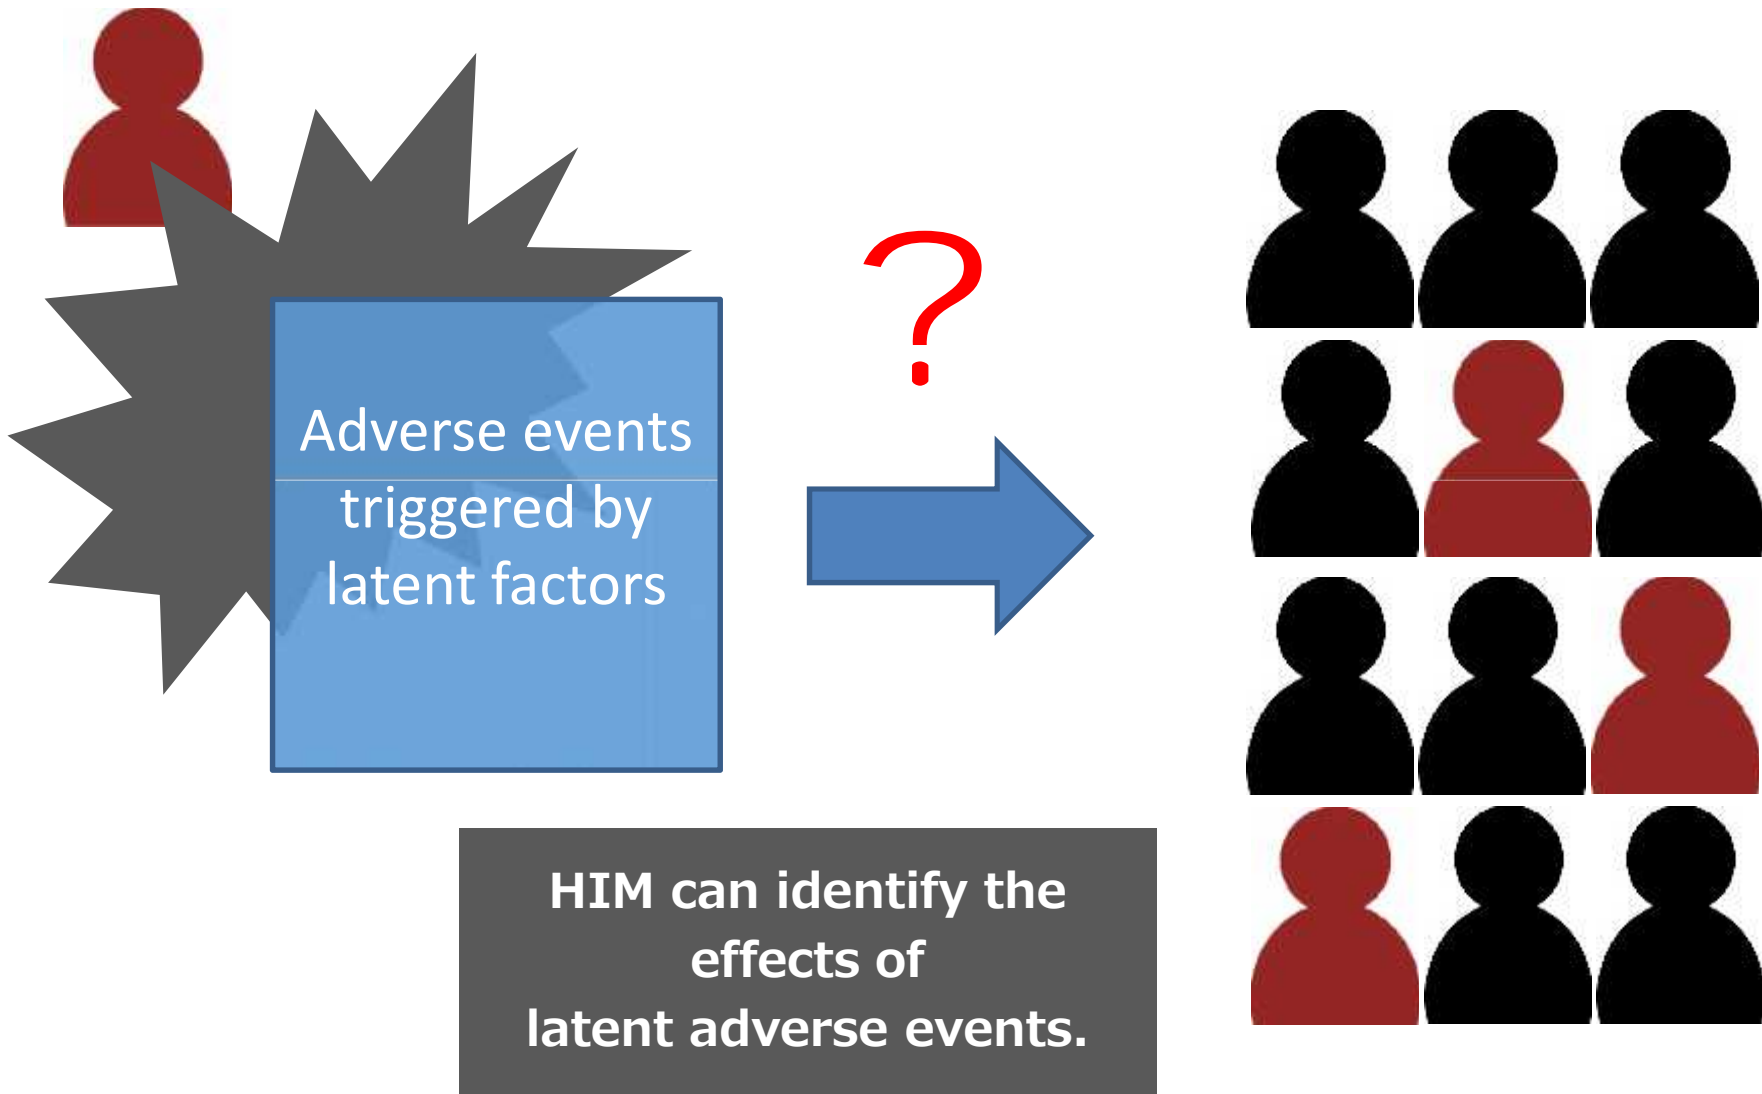 Adverse events
triggered by
latent factors
?
HIM can identify the
effects of
latent adverse events.